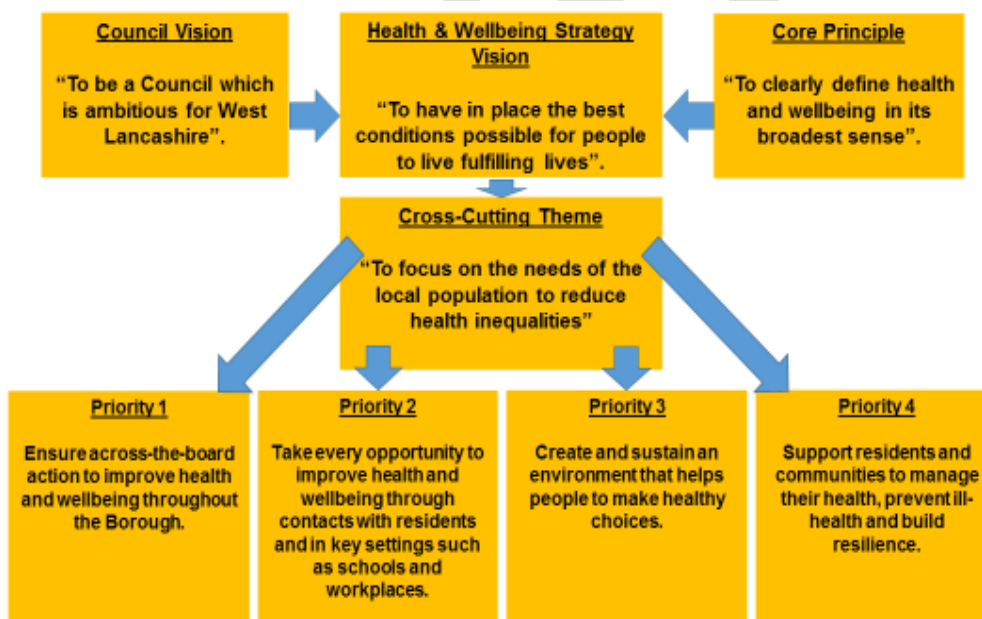 Council Vision
“To be a Council which
is ambitious for West
Lancashire”.
Health & Wellbeing Strategy
Vision
“To have in place the best
conditions possible for people
to live fulfilling lives”.
Core Principle
“To clearly define health
and wellbeing in its
broadest sense”.
Cross-Cutting Theme
“To focus on the needs of the
local population to reduce
health inequalities”
Priority 1
Ensure across-the-board
action to improve health
and wellbeing throughout
the Borough.
Priority 2
Take every opportunity to
improve health and
wellbeing through
contacts with residents
and in key settings such
as schools and
workplaces.
Priority 3
Create and sustain an
environment that helps
people to make healthy
choices.
Priority 4
Support residents and
communities to manage
their health, prevent ill-
health and build
resilience.